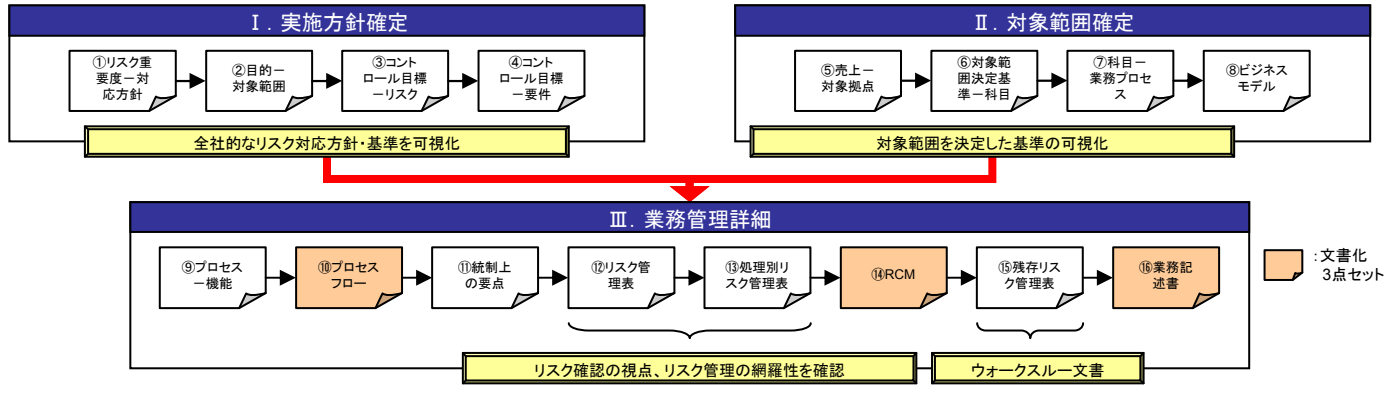 Ⅰ. 実施方針確定
①リスク重
要度－対
応方針
②目的－
対象範囲
③コント
ロール目標
－リスク
④コント
ロール目標
－要件
全社的なリスク対応方針・基準を可視化
Ⅱ. 対象範囲確定
⑤売上－
対象拠点
⑥対象範
囲決定基
準－科目
⑦科目－
業務プロセ
ス
⑧ビジネス
モデル
対象範囲を決定した基準の可視化
Ⅲ. 業務管理詳細
⑨プロセス
－機能
⑩プロセス
フロー
⑪統制上
の要点
⑫リスク管
理表
⑬処理別リ
スク管理表
⑭RCM
⑮残存リス
ク管理表
⑯業務記
述書
リスク確認の視点、リスク管理の網羅性を確認
ウォークスルー文書
:文書化
3点セット